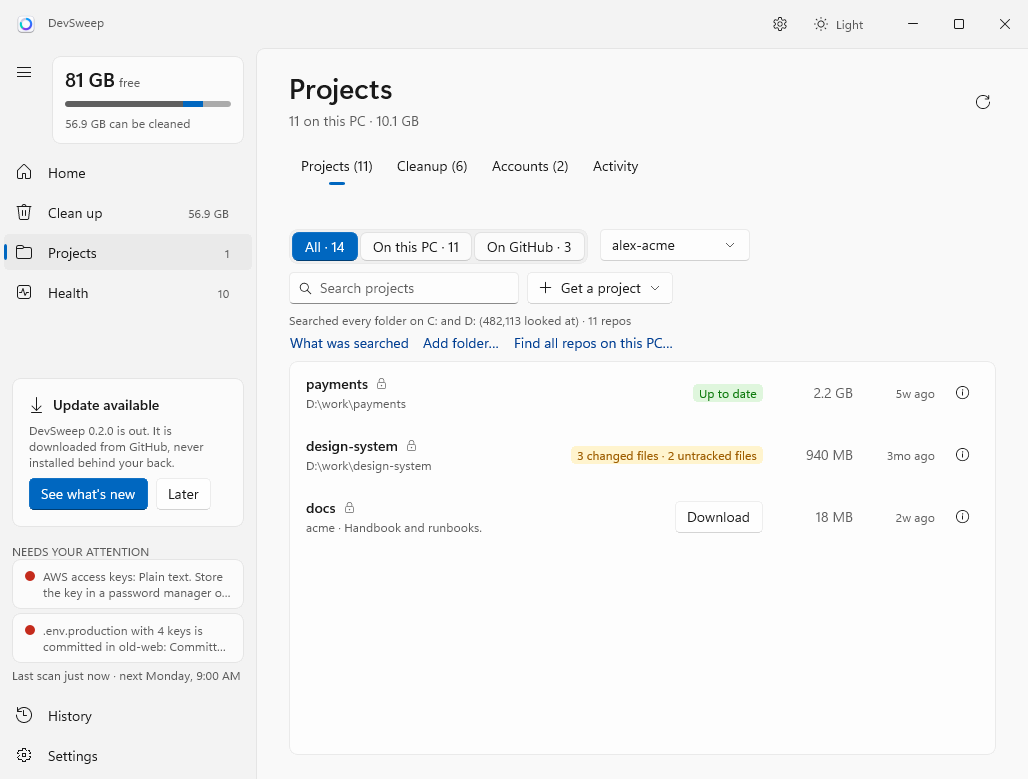 DevSweep
Light
81 GB free
56.9 GB can be cleaned
Home
Clean up 56.9 GB
Projects 1
Health 10
Update available
DevSweep 0.2.0 is out. It is
downloaded from GitHub, never
installed behind your back.
See what's new Later
NEEDS YOUR ATTENTION
AWS access keys: Plain text. Store
the key in a password manager o...
.env.production with 4 keys is
committed in old-web: Committ...
Last scan just now · next Monday, 9:00 AM
History
Settings
Projects
11 on this PC · 10.1 GB
Projects (11) Cleanup (6) Accounts (2) Activity
All · 14 On this PC · 11 On GitHub · 3 alex-acme
Search projects Get a project
Searched every folder on C: and D: (482,113 looked at) · 11 repos
What was searched Add folder... Find all repos on this PC...
payments
D:\work\payments
Up to date 2.2 GB 5w ago
design-system
D:\work\design-system
3 changed files · 2 untracked files 940 MB 3mo ago
docs
acme · Handbook and runbooks.
Download 18 MB 2w ago